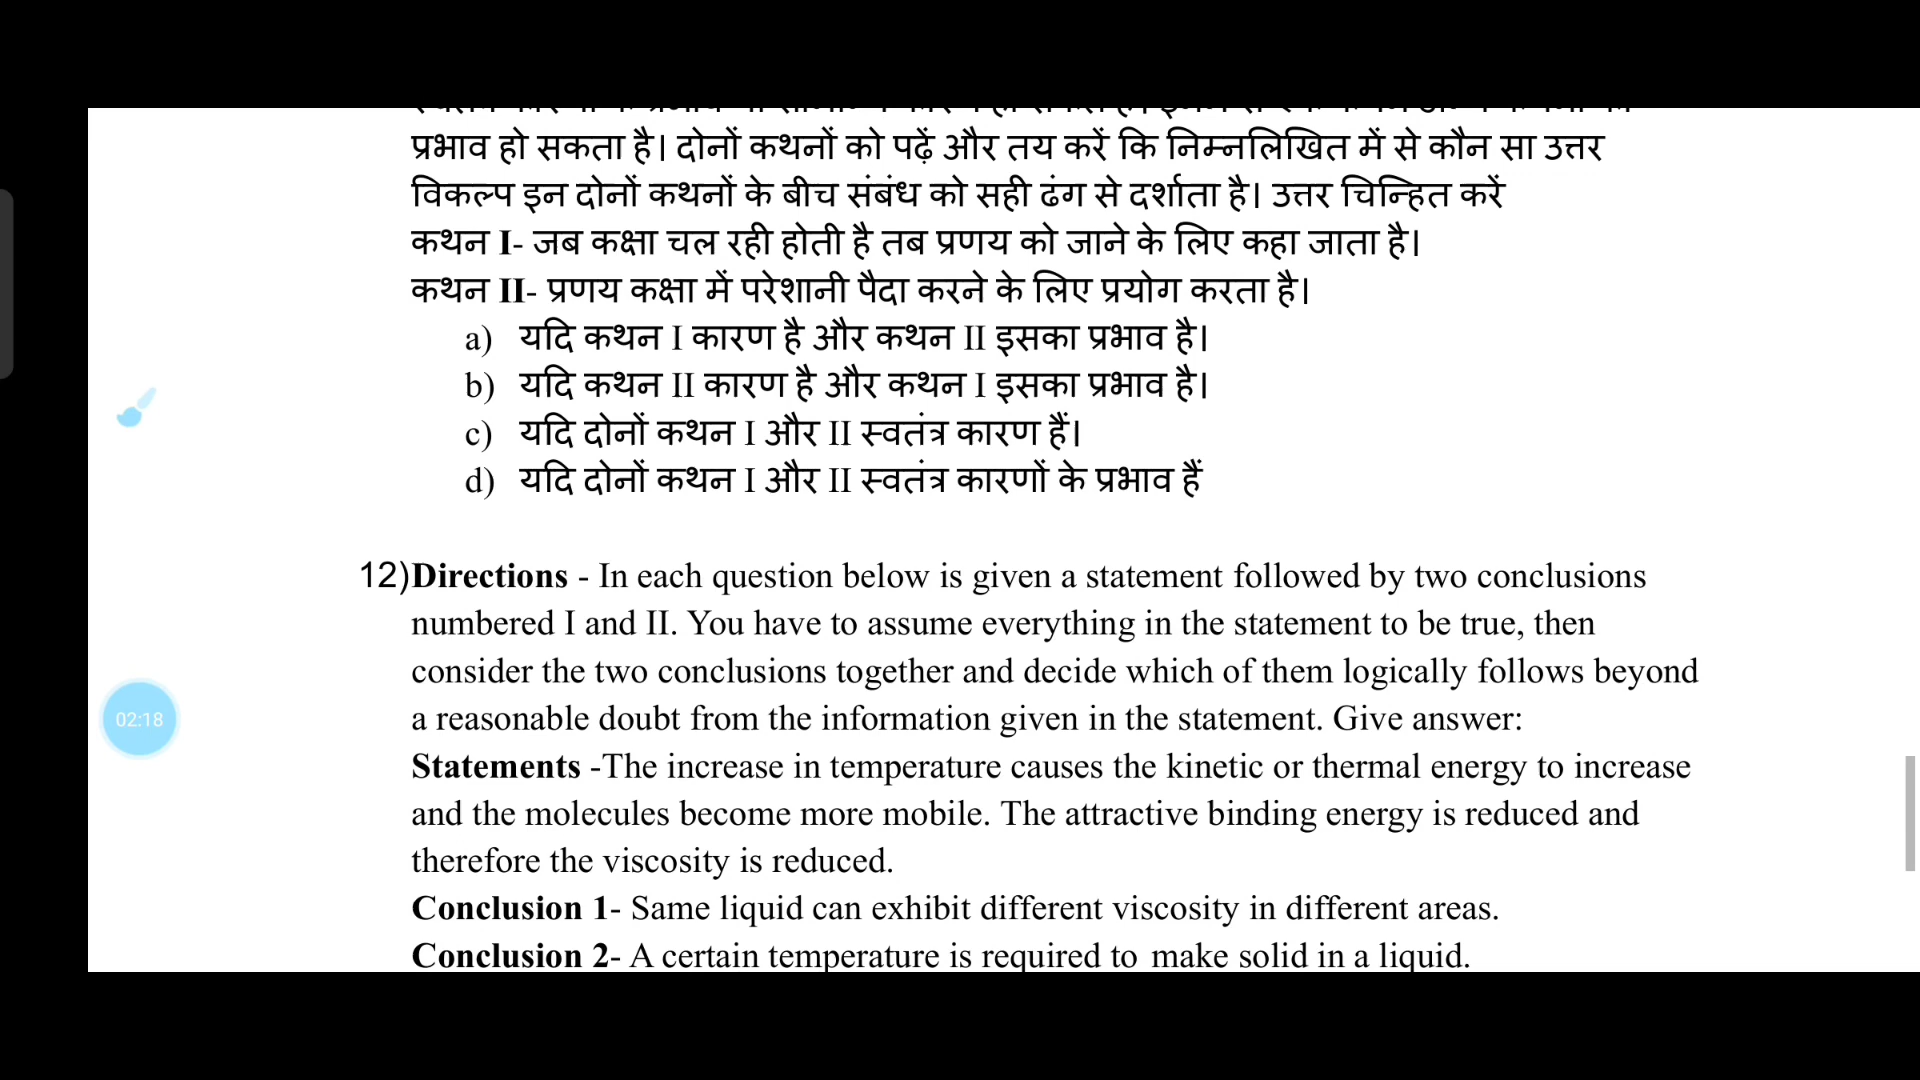 प्रभाव हो सकता है। दोनों कथनों को पढ़ें और तय करें कि निम्नलिखित में से कौन सा उत्तर
विकल्प इन दोनों कथनों के बीच संबंध को सही ढंग से दर्शाता है। उत्तर चिन्हित करें
कथन I- जब कक्षा चल रही होती है तब प्रणय को जाने के लिए कहा जाता है।
कथन II- प्रणय कक्षा में परेशानी पैदा करने के लिए प्रयोग करता है।
a) यदि कथन I कारण है और कथन II इसका प्रभाव है।
b) यदि कथन II कारण है और कथन I इसका प्रभाव है।
c) यदि दोनों कथन I और II स्वतंत्र कारण हैं।
d) यदि दोनों कथन I और II स्वतंत्र कारणों के प्रभाव हैं
12)Directions - In each question below is given a statement followed by two conclusions
numbered I and II. You have to assume everything in the statement to be true, then
consider the two conclusions together and decide which of them logically follows beyond
02:18
a reasonable doubt from the information given in the statement. Give answer:
Statements -The increase in temperature causes the kinetic or thermal energy to increase
and the molecules become more mobile. The attractive binding energy is reduced and
therefore the viscosity is reduced.
Conclusion 1- Same liquid can exhibit different viscosity in different areas.
Conclusion 2- A certain temperature is required to make solid in a liquid.